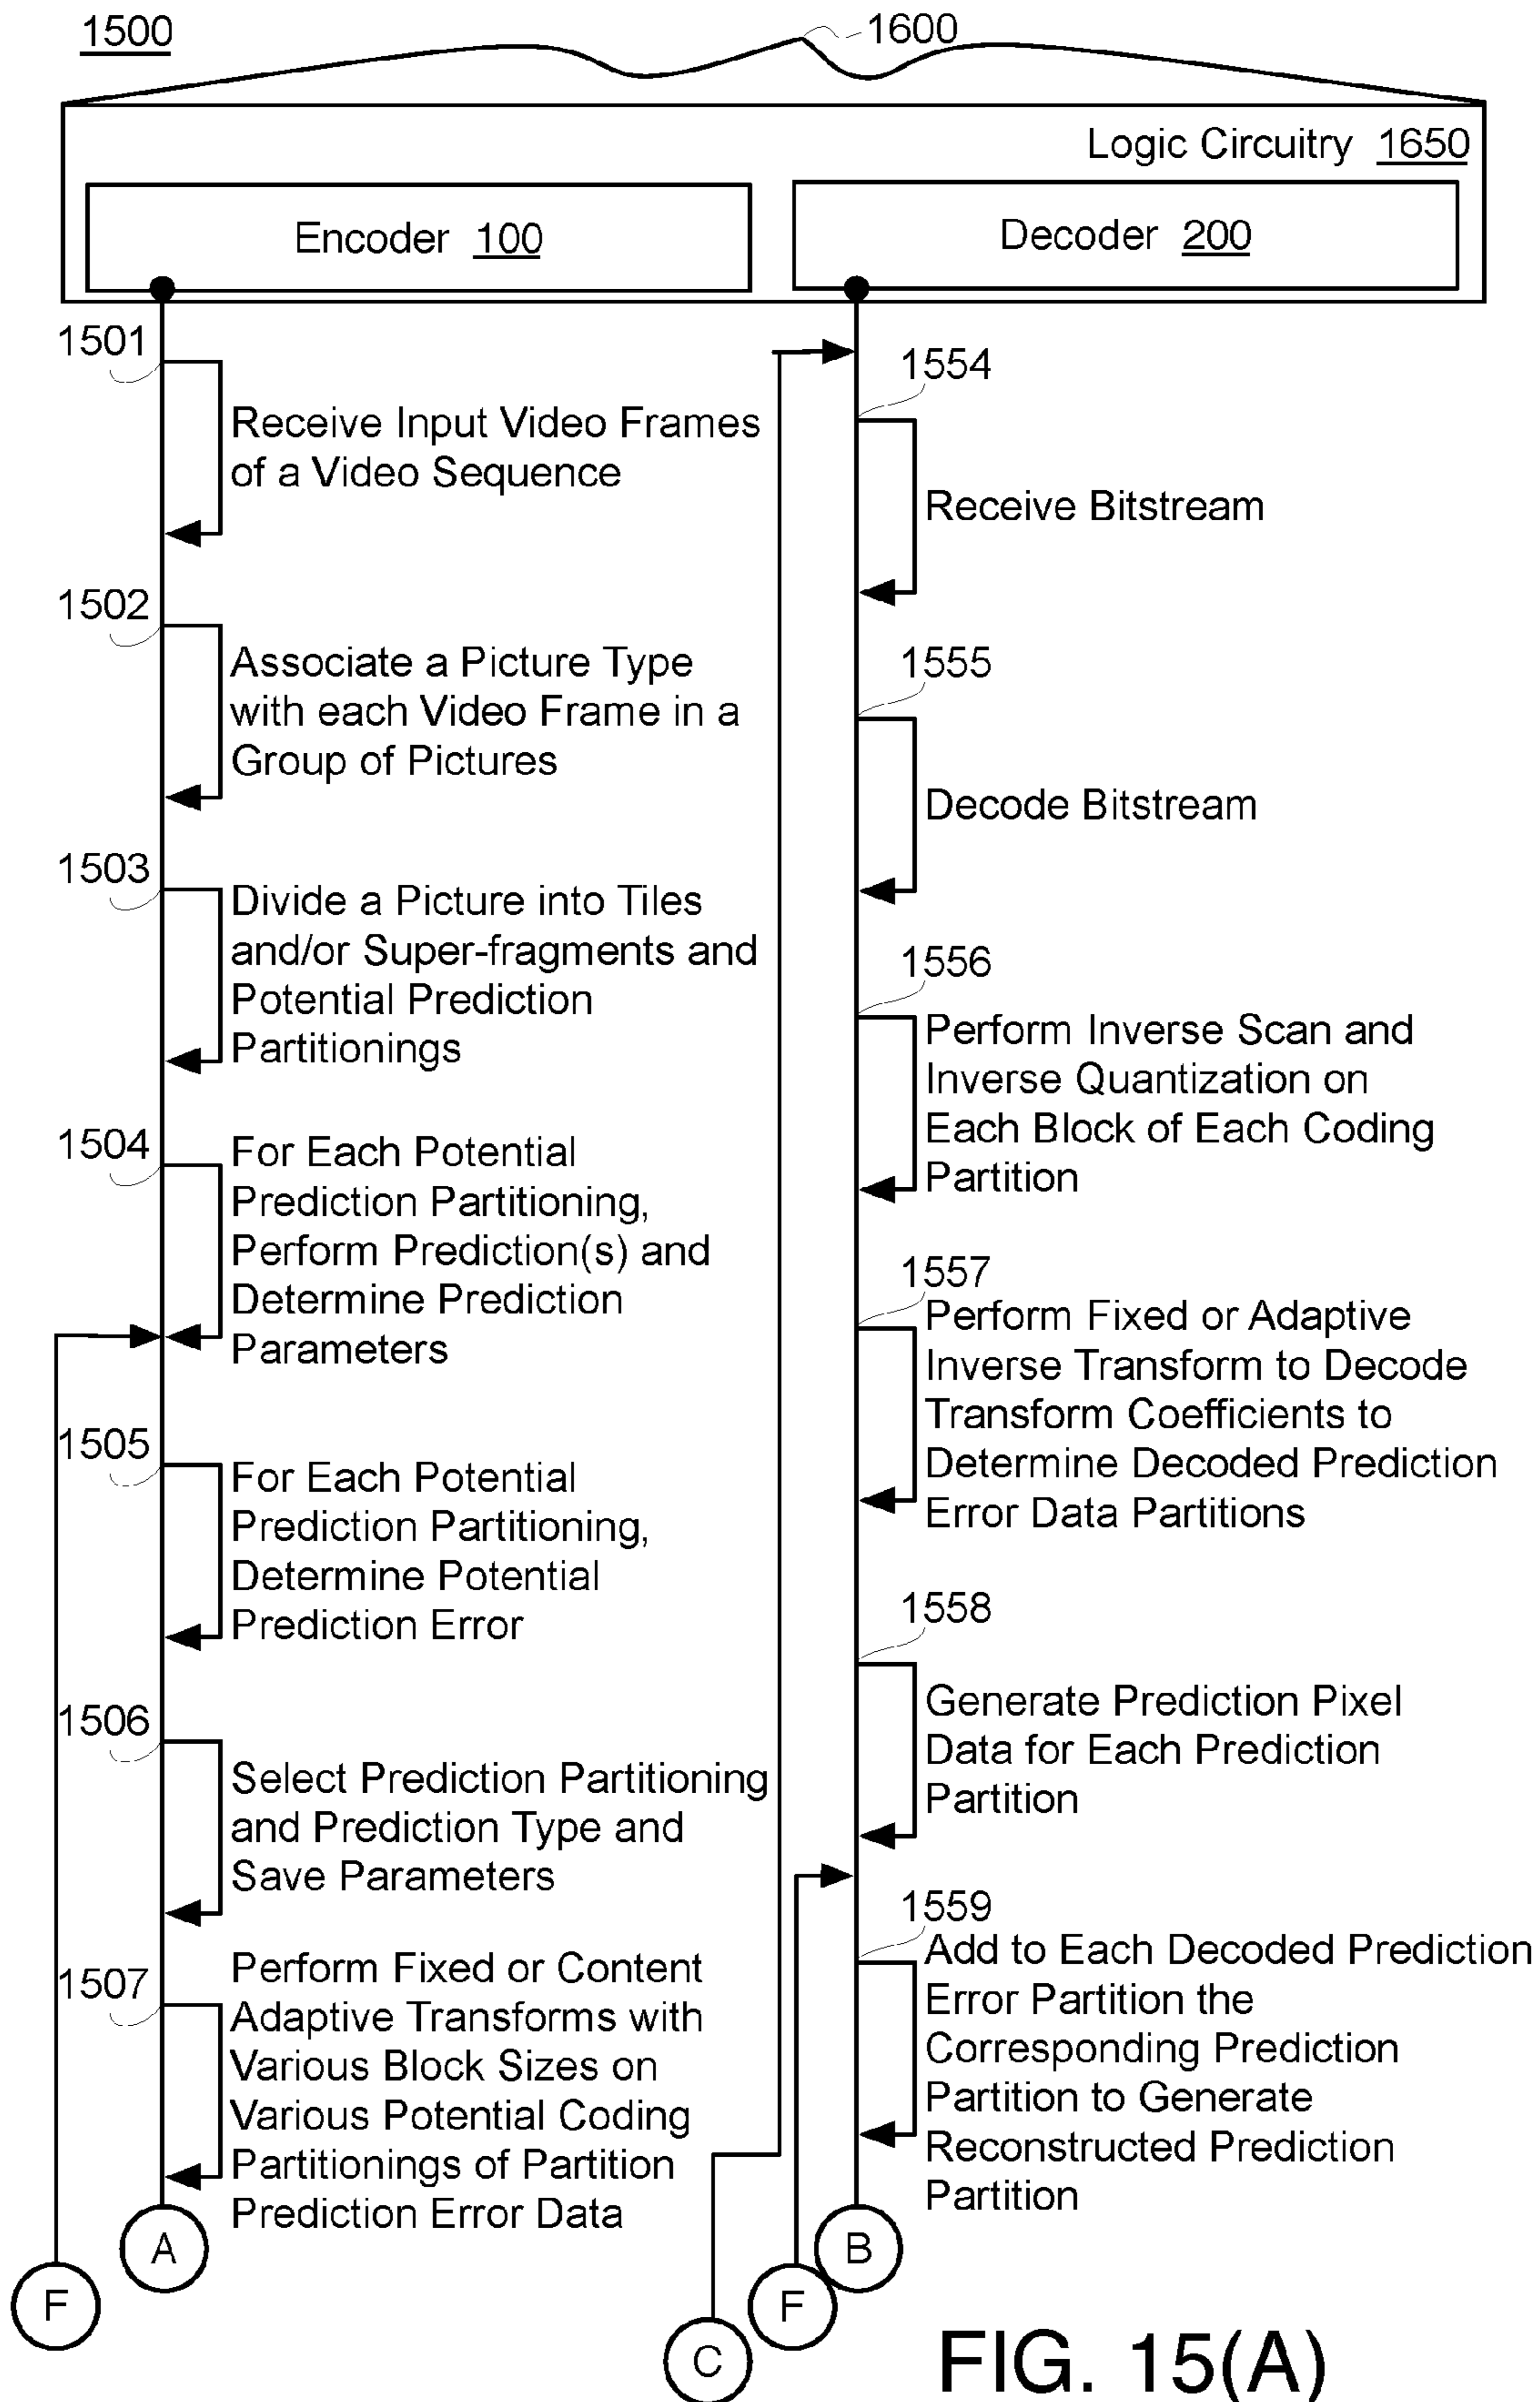 1500
1600
Logic Circuitry 1650
Encoder 100
Decoder 200
1501
Receive Input Video Frames
of a Video Sequence
1502
Associate a Picture Type
with each Video Frame in a
Group of Pictures
1503
Divide a Picture into Tiles
and/or Super-fragments and
Potential Prediction
Partitionings
1504
For Each Potential
Prediction Partitioning,
Perform Prediction(s) and
Determine Prediction
Parameters
1505
For Each Potential
Prediction Partitioning,
Determine Potential
Prediction Error
1506
Select Prediction Partitioning
and Prediction Type and
Save Parameters
1507
Perform Fixed or Content
Adaptive Transforms with
Various Block Sizes on
Various Potential Coding
Partitionings of Partition
Prediction Error Data
A
F
1554
Receive Bitstream
1555
Decode Bitstream
1556
Perform Inverse Scan and
Inverse Quantization on
Each Block of Each Coding
Partition
1557
Perform Fixed or Adaptive
Inverse Transform to Decode
Transform Coefficients to
Determine Decoded Prediction
Error Data Partitions
1558
Generate Prediction Pixel
Data for Each Prediction
Partition
1559
Add to Each Decoded Prediction
Error Partition the
Corresponding Prediction
Partition to Generate
Reconstructed Prediction
Partition
B
F
C
FIG. 15(A)